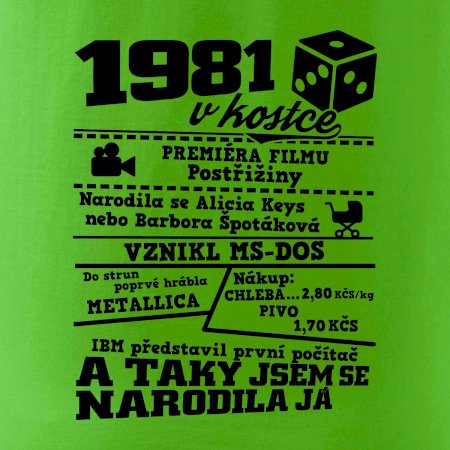 1981
v kostce
PREMIÉRA FILMU
Postřižiny
Narodila se Alicia Keys
nebo Barbora Špotáková
VZNIKL MS-DOS
Do strun
poprvé hrábla
METALLICA
Nákup:
CHLEBA...2,80 KČS/kg
PIVO
1,70 KČS
IBM představil první počítač
A TAKY JSEM SE
NARODILA JÁ